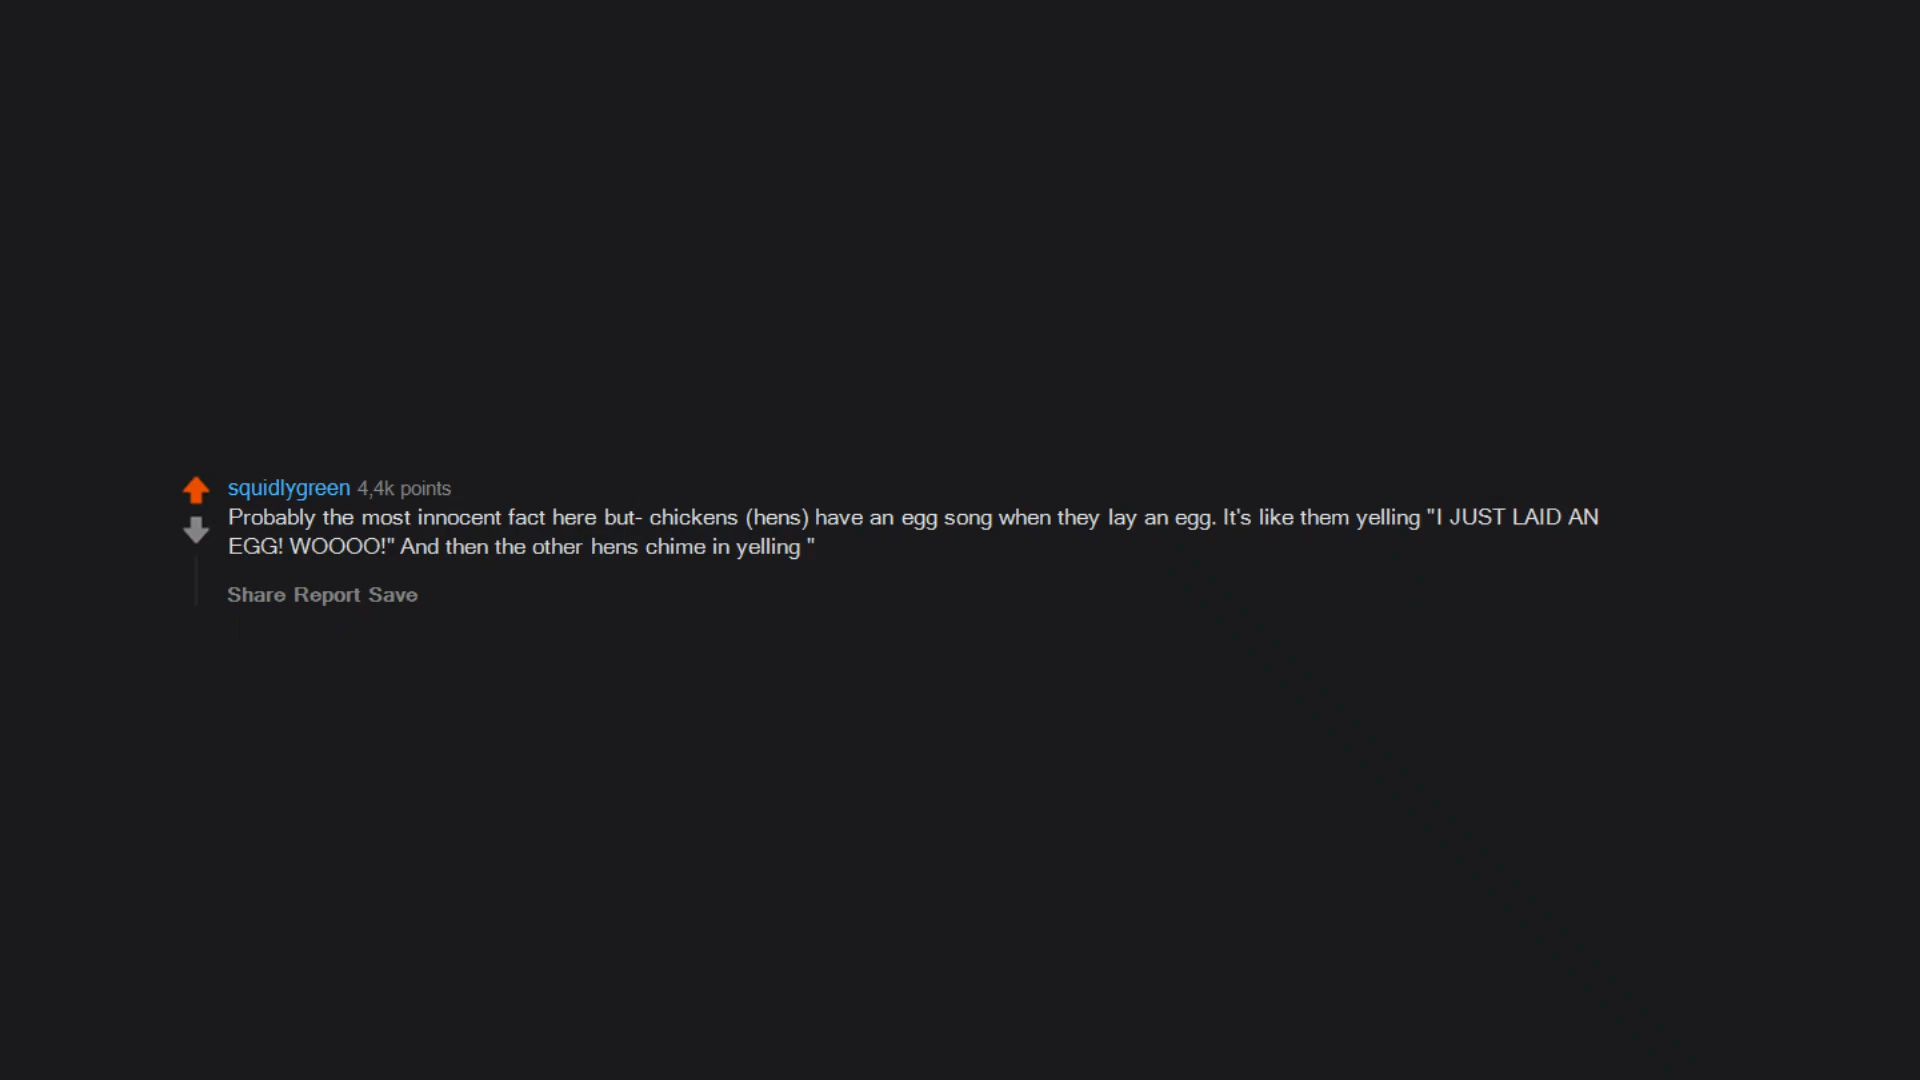 squidlygreen 4,4k points
Probably the most innocent fact here but- chickens (hens) have an egg song when they lay an egg. It's like them yelling "I JUST LAID AN
EGG! WOOOO!" And then the other hens chime in yelling "
Share Report Save